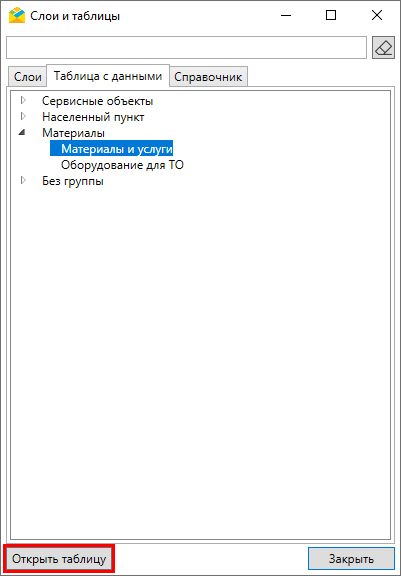 Слои и таблицы
Слои Таблица с данными Справочник
Сервисные объекты
Населенный пункт
Материалы
Материалы и услуги
Оборудование для ТО
Без группы
Открыть таблицу Закрыть